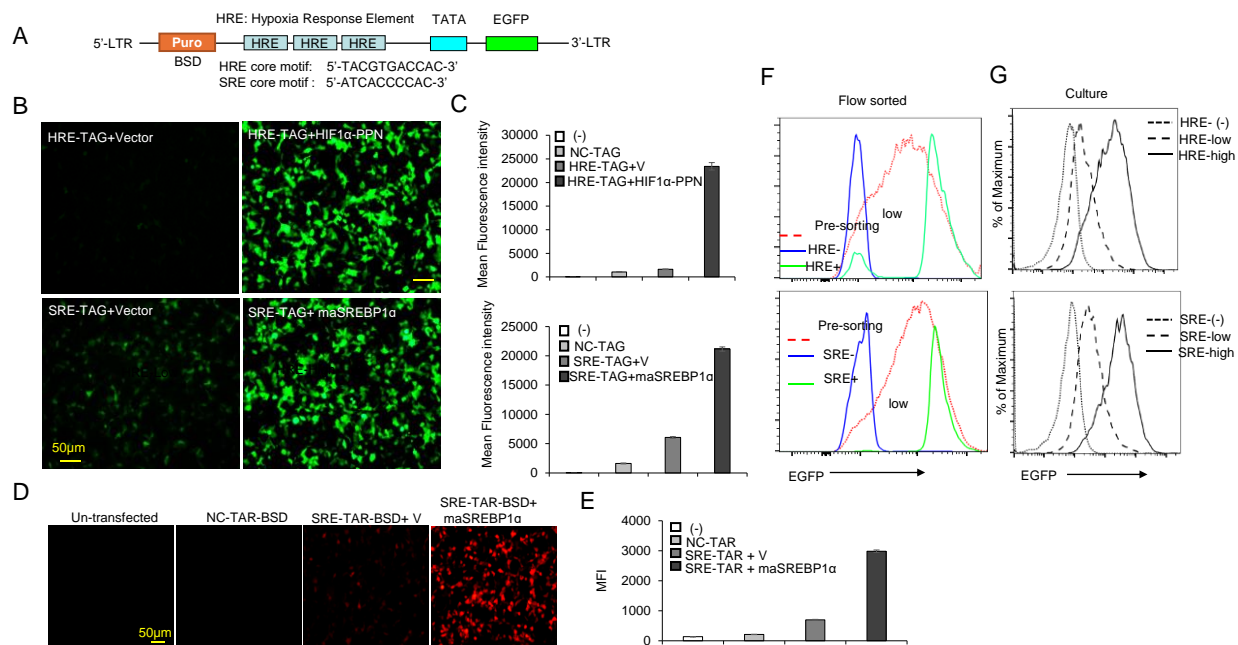 A
HRE: Hypoxia Response Element
TATA
EGFP
5'-LTR
Puro
HRE
HRE
HRE
3'-LTR
BSD
HRE core motif: 5'-TACGTGACCAC-3'
SRE core motif : 5'-ATCACCCCAC-3'
B
HRE-TAG+Vector
HRE-TAG+HIF1α-PPN
SRE-TAG+Vector
SRE-TAG+ maSREBP1α
50µm
C
Mean Fluorescence intensity
30000
25000
20000
15000
10000
5000
0
(-)
NC-TAG
HRE-TAG+V
HRE-TAG+HIF1α-PPN
Mean Fluorescence intensity
25000
20000
15000
10000
5000
0
(-)
NC-TAG
SRE-TAG+V
SRE-TAG+maSREBP1α
D
Un-transfected
NC-TAR-BSD
SRE-TAR-BSD+ V
SRE-TAR-BSD+
maSREBP1α
50µm
E
MFI
4000
3000
2000
1000
0
(-)
NC-TAR
SRE-TAR + V
SRE-TAR + maSREBP1α
F
Flow sorted
low
Pre-sorting
HRE-
HRE+
Pre-sorting
SRE-
SRE+
low
EGFP
G
Culture
% of Maximum
HRE- (-)
HRE-low
HRE-high
% of Maximum
SRE-(-)
SRE-low
SRE-high
EGFP